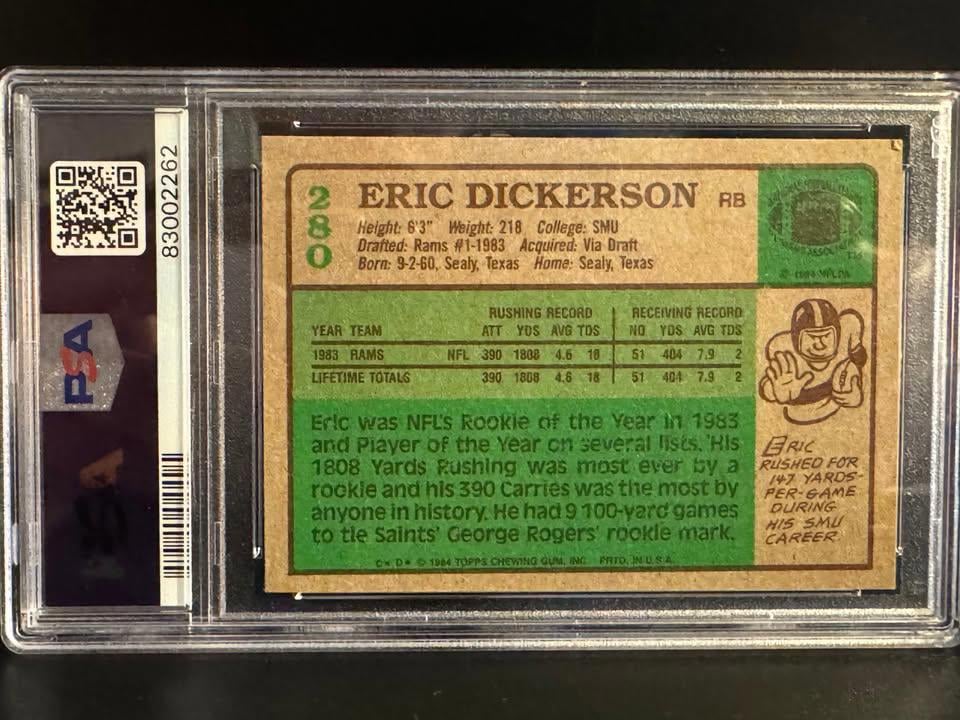 PSA
83002262
280
ERIC DICKERSON RB
Height: 6'3" Weight: 218 College: SMU
Drafted: Rams #1-1983 Acquired: Via Draft
Born: 9-2-60, Sealy, Texas Home: Sealy, Texas
© 1984 NFLPA
RUSHING RECORD RECEIVING RECORD
YEAR TEAM ATT YDS AVG TDS NO YDS AVG TDS
1983 RAMS NFL 390 1808 4.6 18 51 404 7.9 2
LIFETIME TOTALS 390 1808 4.6 18 51 404 7.9 2
Eric was NFL's Rookie of the Year in 1983
and Player of the Year on several lists. His
1808 Yards Rushing was most ever by a
rookie and his 390 Carries was the most by
anyone in history. He had 9 100-yard games
to tie Saints' George Rogers' rookie mark.
ERIC
RUSHED FOR
147 YARDS-
PER-GAME
DURING
HIS SMU
CAREER
C* D* © 1984 TOPPS CHEWING GUM, INC. PRTD. IN U.S.A.